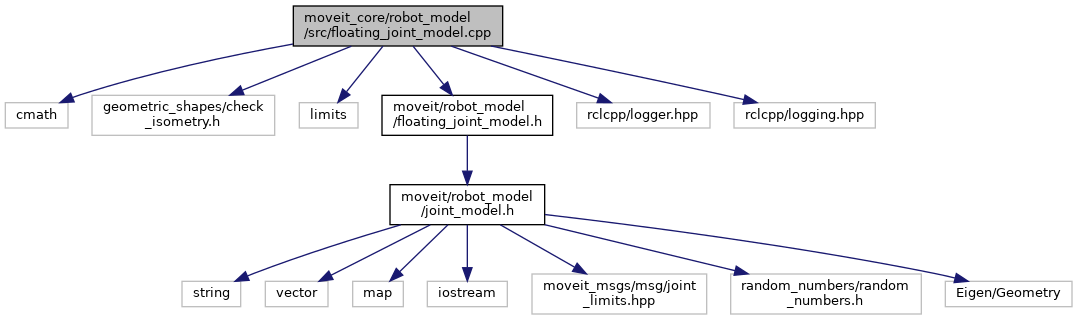 moveit_core/robot_model
/src/floating_joint_model.cpp
cmath
geometric_shapes/check
_isometry.h
limits
moveit/robot_model
/floating_joint_model.h
rclcpp/logger.hpp
rclcpp/logging.hpp
moveit/robot_model
/joint_model.h
string
vector
map
iostream
moveit_msgs/msg/joint
_limits.hpp
random_numbers/random
_numbers.h
Eigen/Geometry